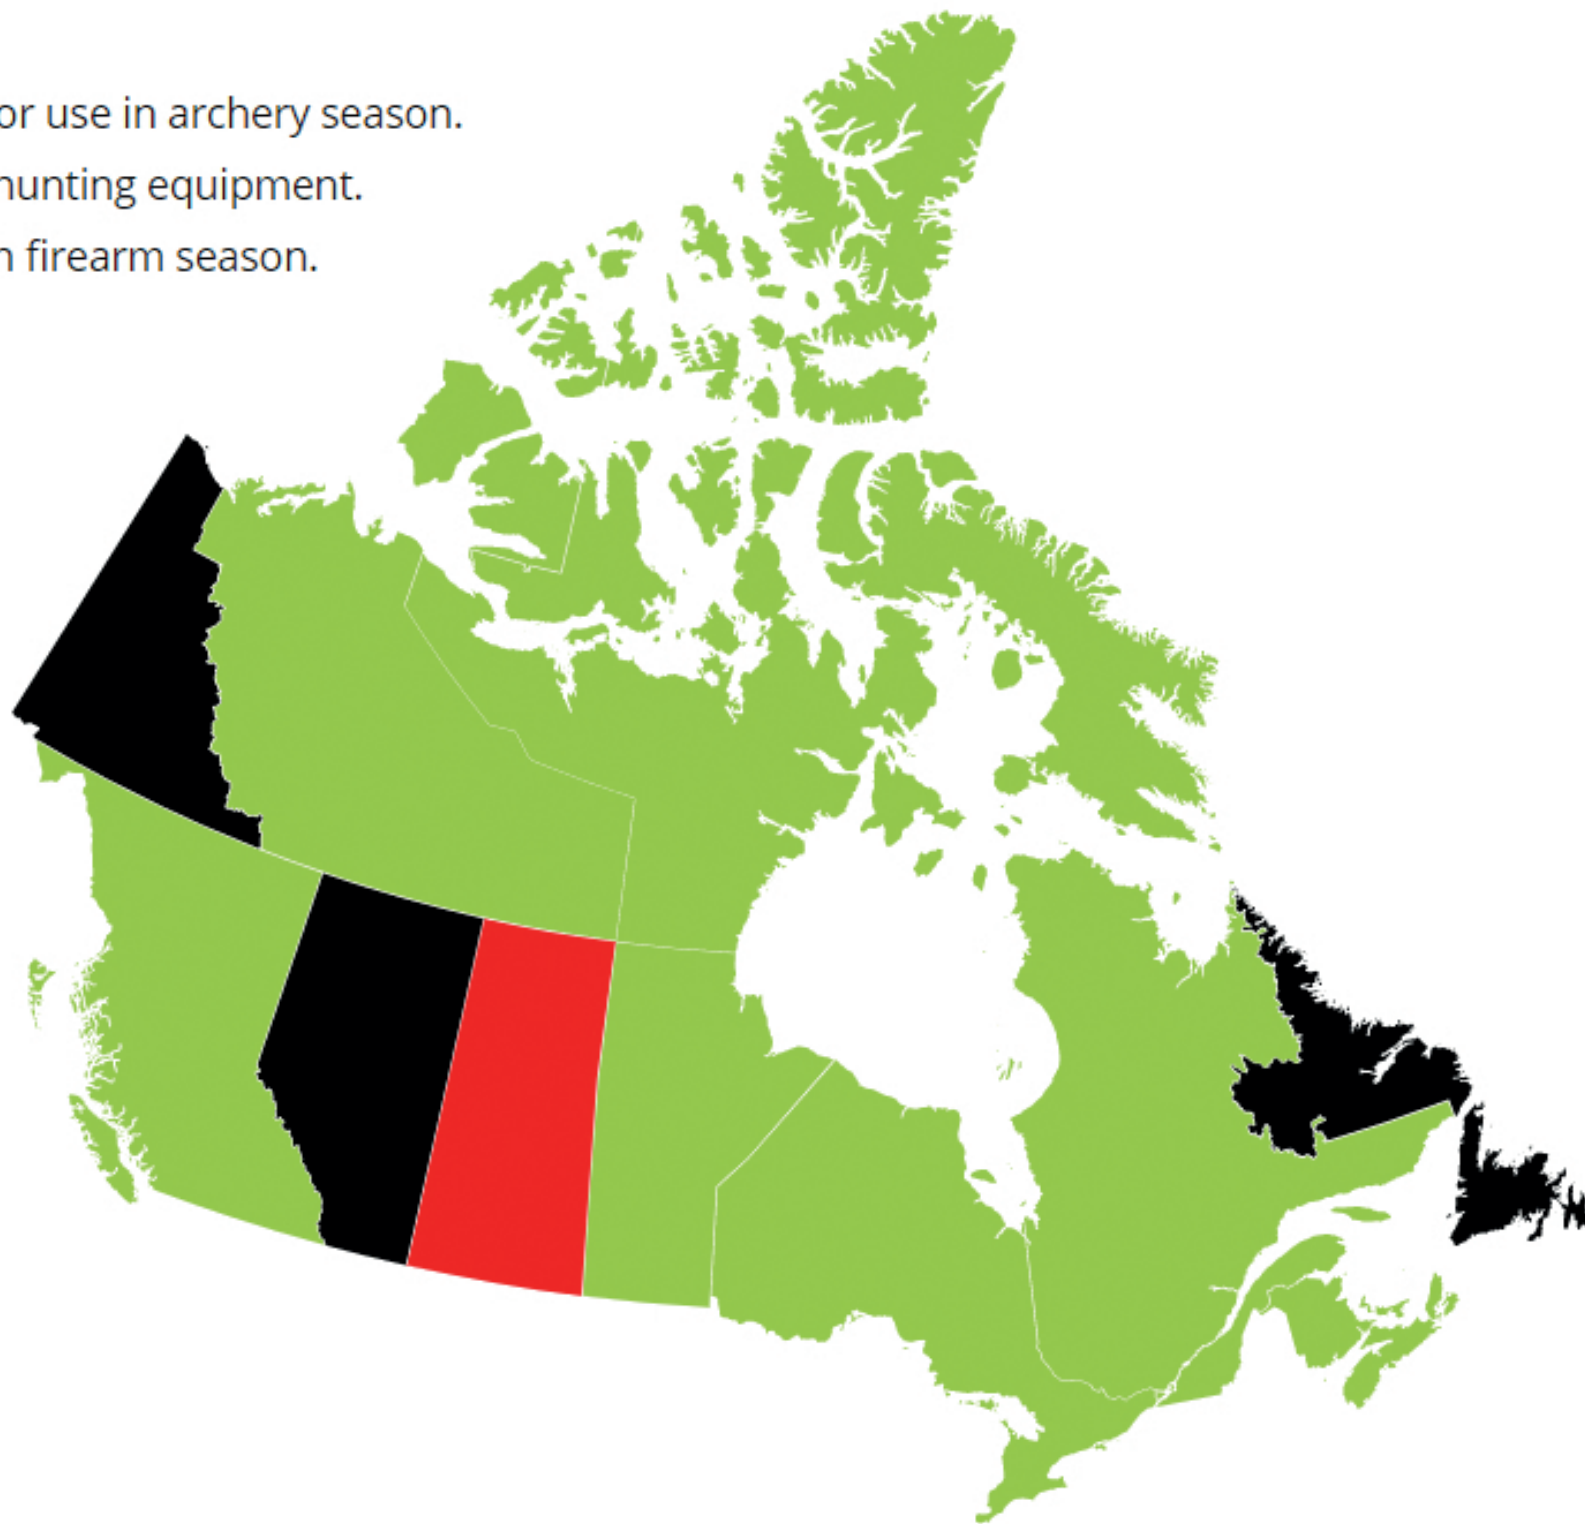 or use in archery season.
hunting equipment.
n firearm season.